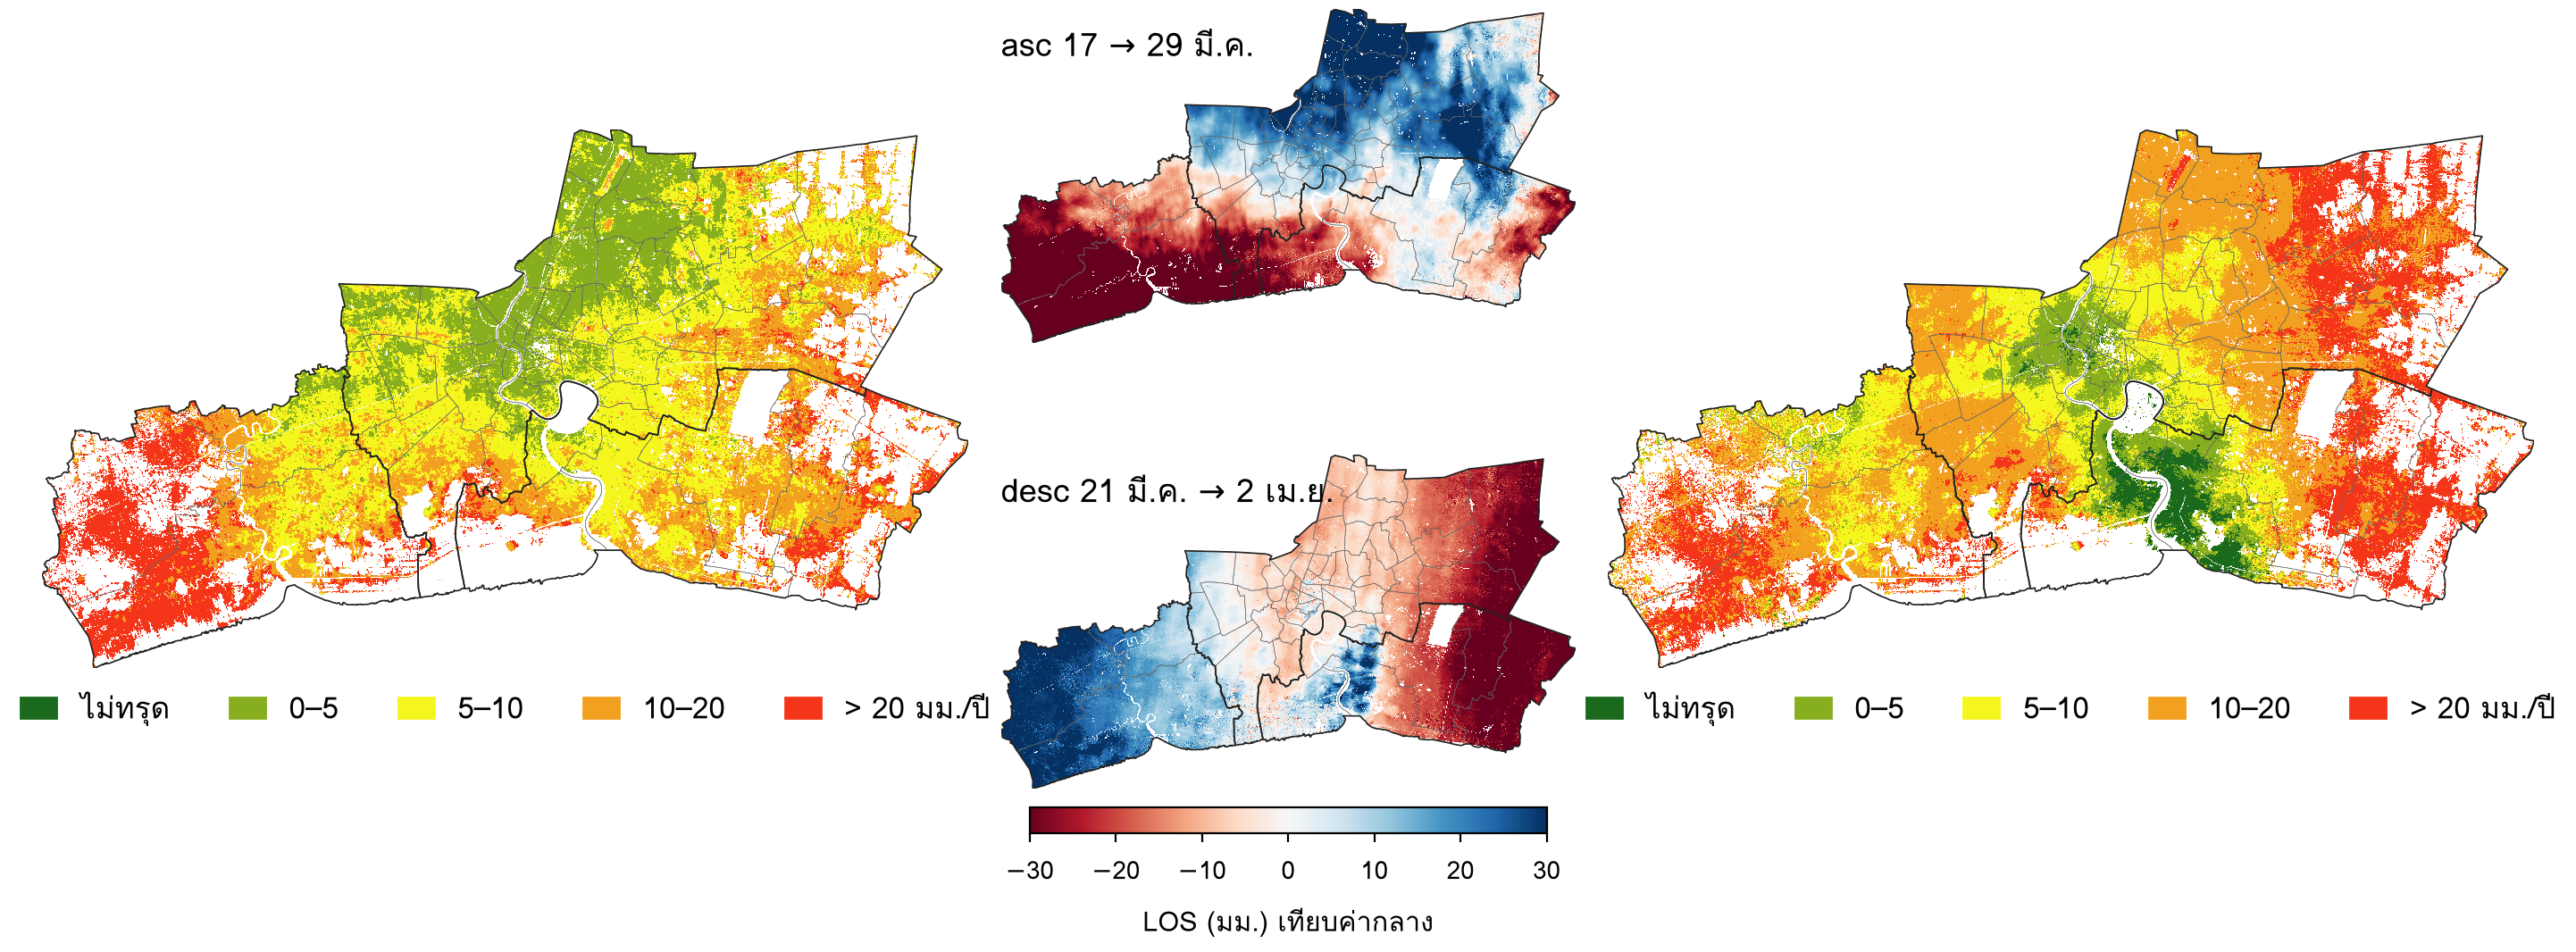 asc 17 → 29 มี.ค.
desc 21 มี.ค. → 2 เม.ย.
ไม่ทรุด 0–5 5–10 10–20 > 20 มม./ปี
ไม่ทรุด 0–5 5–10 10–20 > 20 มม./ปี
−30 −20 −10 0 10 20 30
LOS (มม.) เทียบค่ากลาง